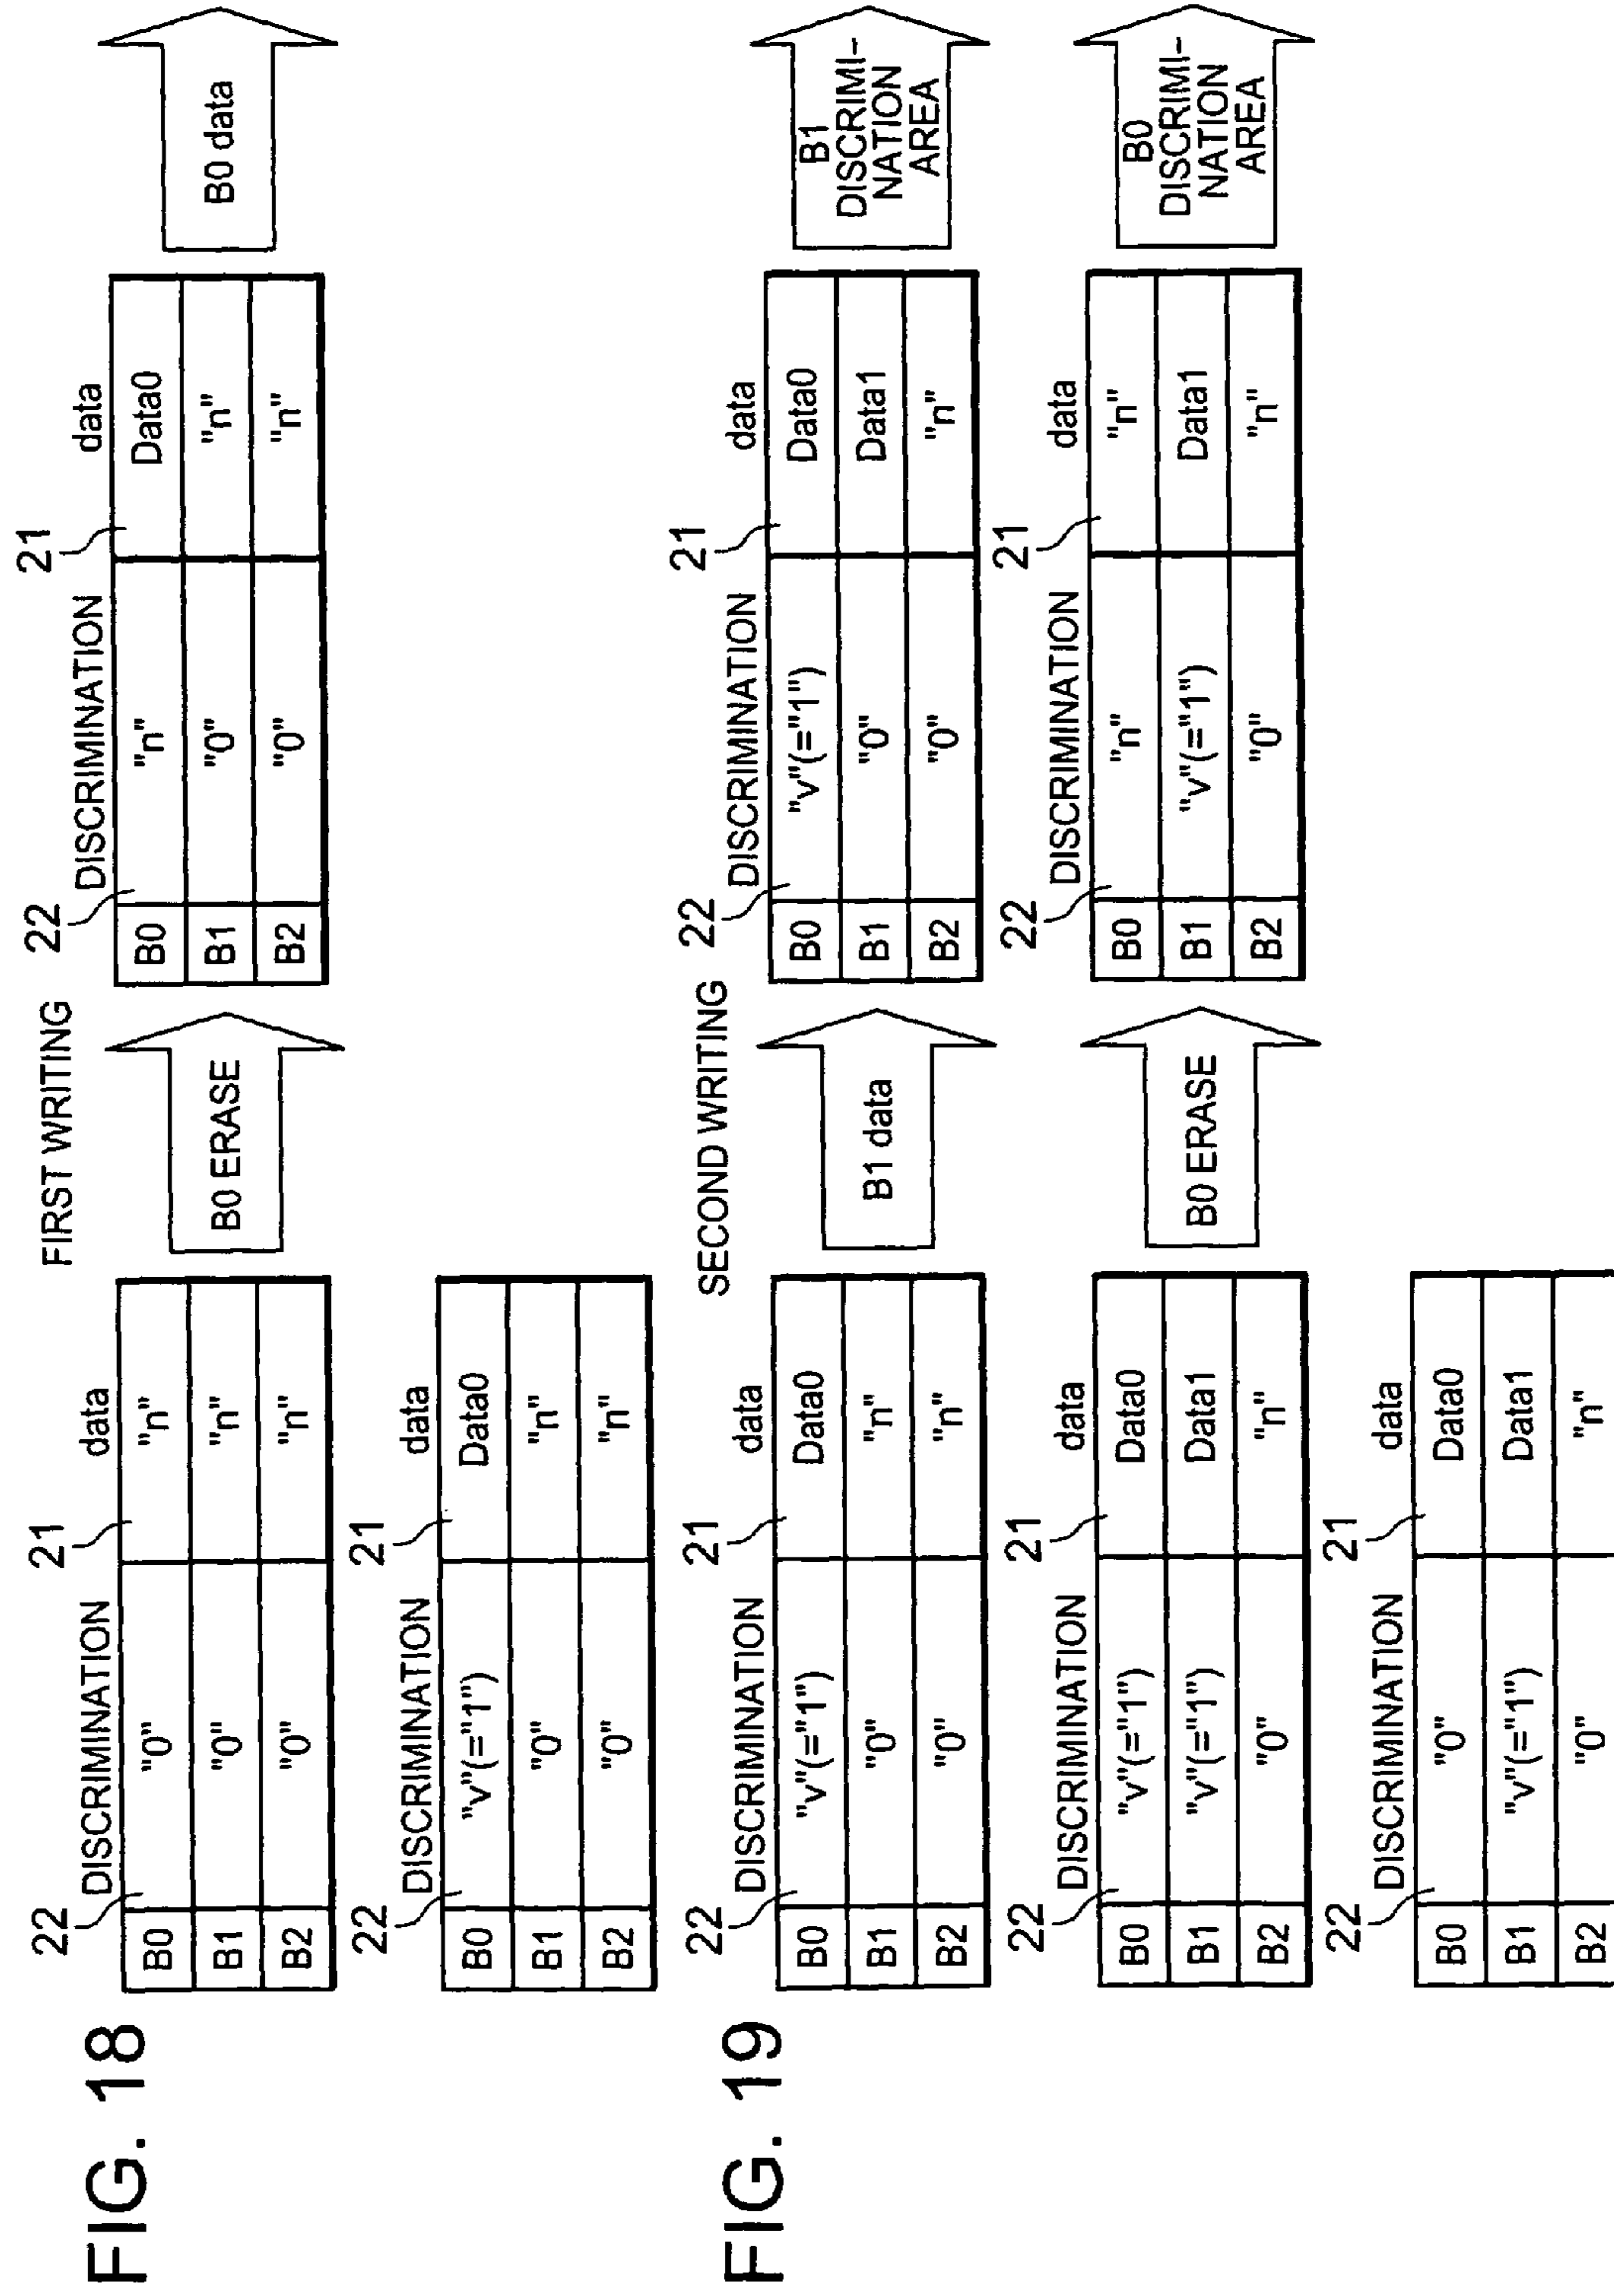 FIG. 18
FIRST WRITING
22
DISCRIMINATION
21
data
B0 "0" "n"
B1 "0" "n"
B2 "0" "n"
B0 ERASE
22
DISCRIMINATION
21
data
B0 "n" Data0
B1 "0" "n"
B2 "0" "n"
B0 data
22
DISCRIMINATION
21
data
B0 "v"(="1") Data0
B1 "0" "n"
B2 "0" "n"
FIG. 19
SECOND WRITING
22
DISCRIMINATION
21
data
B0 "v"(="1") Data0
B1 "0" "n"
B2 "0" "n"
B1 data
22
DISCRIMINATION
21
data
B0 "v"(="1") Data0
B1 "0" Data1
B2 "0" "n"
B1
DISCRIMI-
NATION
AREA
22
DISCRIMINATION
21
data
B0 "v"(="1") Data0
B1 "v"(="1") Data1
B2 "0" "n"
B0 ERASE
22
DISCRIMINATION
21
data
B0 "n" "n"
B1 "v"(="1") Data1
B2 "0" "n"
B0
DISCRIMI-
NATION
AREA
22
DISCRIMINATION
21
data
B0 "0" Data0
B1 "v"(="1") Data1
B2 "0" "n"